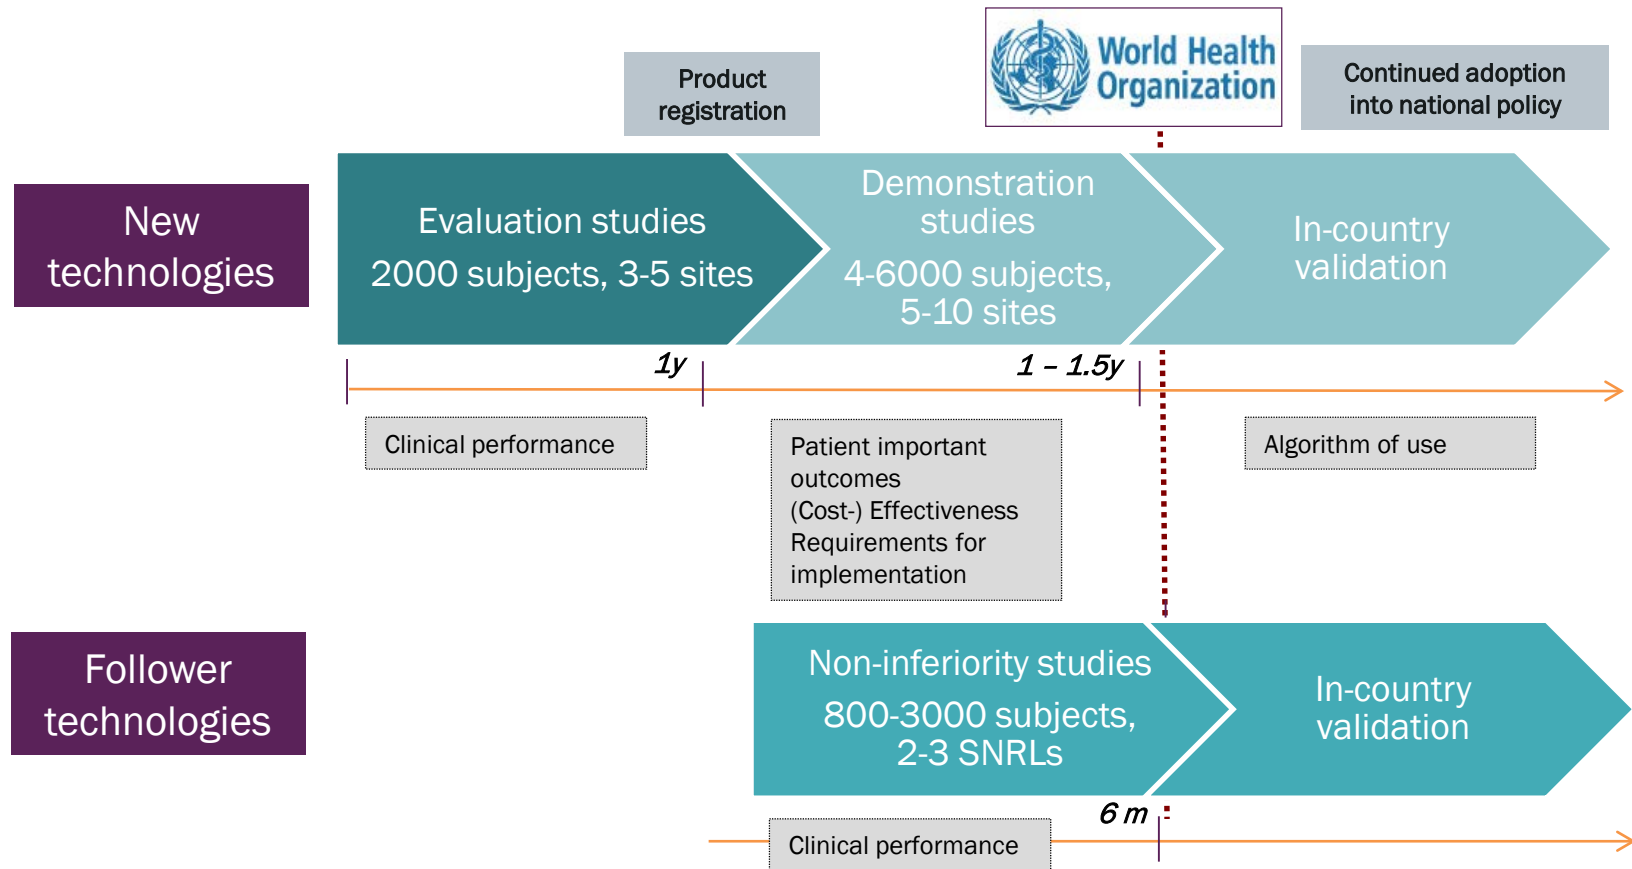 Product
registration
World Health
Organization
Continued adoption
into national policy
New
technologies
Evaluation studies
2000 subjects, 3-5 sites
Demonstration
studies
4-6000 subjects,
5-10 sites
In-country
validation
1y
1 – 1.5y
Clinical performance
Patient important
outcomes
(Cost-) Effectiveness
Requirements for
implementation
Algorithm of use
Follower
technologies
Non-inferiority studies
800-3000 subjects,
2-3 SNRLs
In-country
validation
6 m
Clinical performance